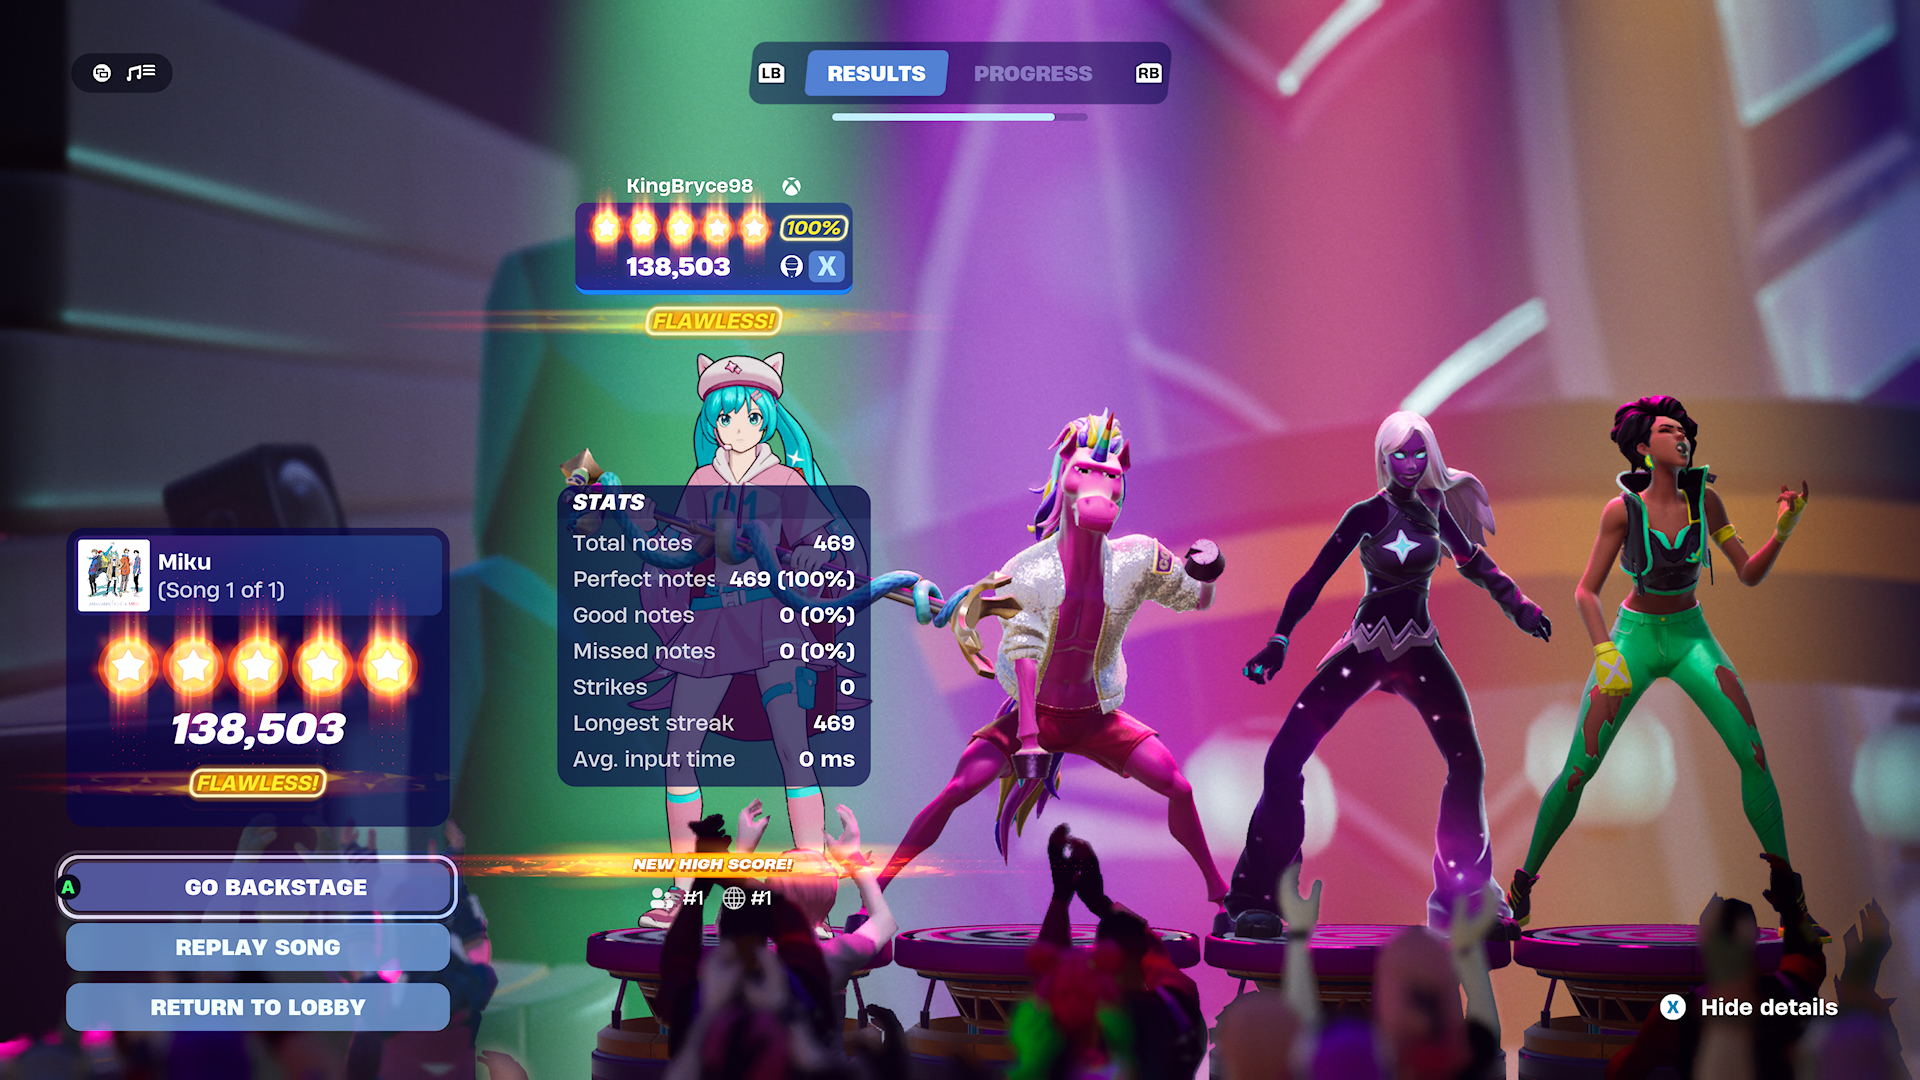 LB
RESULTS
PROGRESS
RB
KingBryce98
100%
138,503
X
FLAWLESS!
STATS
Total notes 469
Perfect notes 469 (100%)
Good notes 0 (0%)
Missed notes 0 (0%)
Strikes 0
Longest streak 469
Avg. input time 0 ms
NEW HIGH SCORE!
#1 #1
Miku
(Song 1 of 1)
138,503
FLAWLESS!
A GO BACKSTAGE
REPLAY SONG
RETURN TO LOBBY
X Hide details